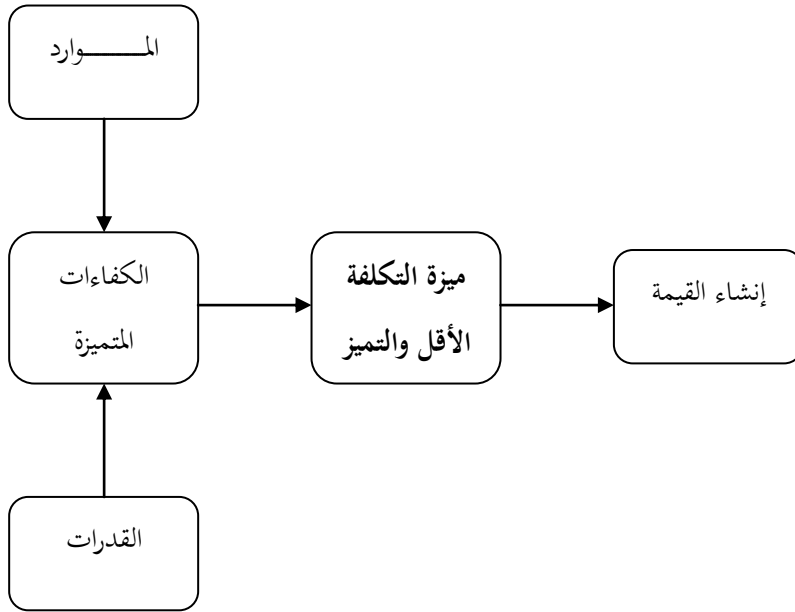 المـــــــوارد
الكفاءات
المتميزة
ميزة التكلفة
الأقل والتميز
إنشاء القيمة
القدرات